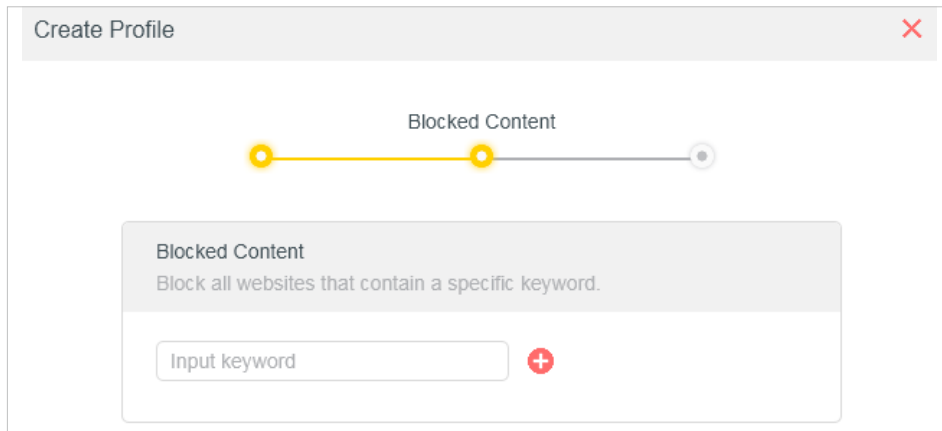 Create Profile
Blocked Content
Blocked Content
Block all websites that contain a specific keyword.
Input keyword